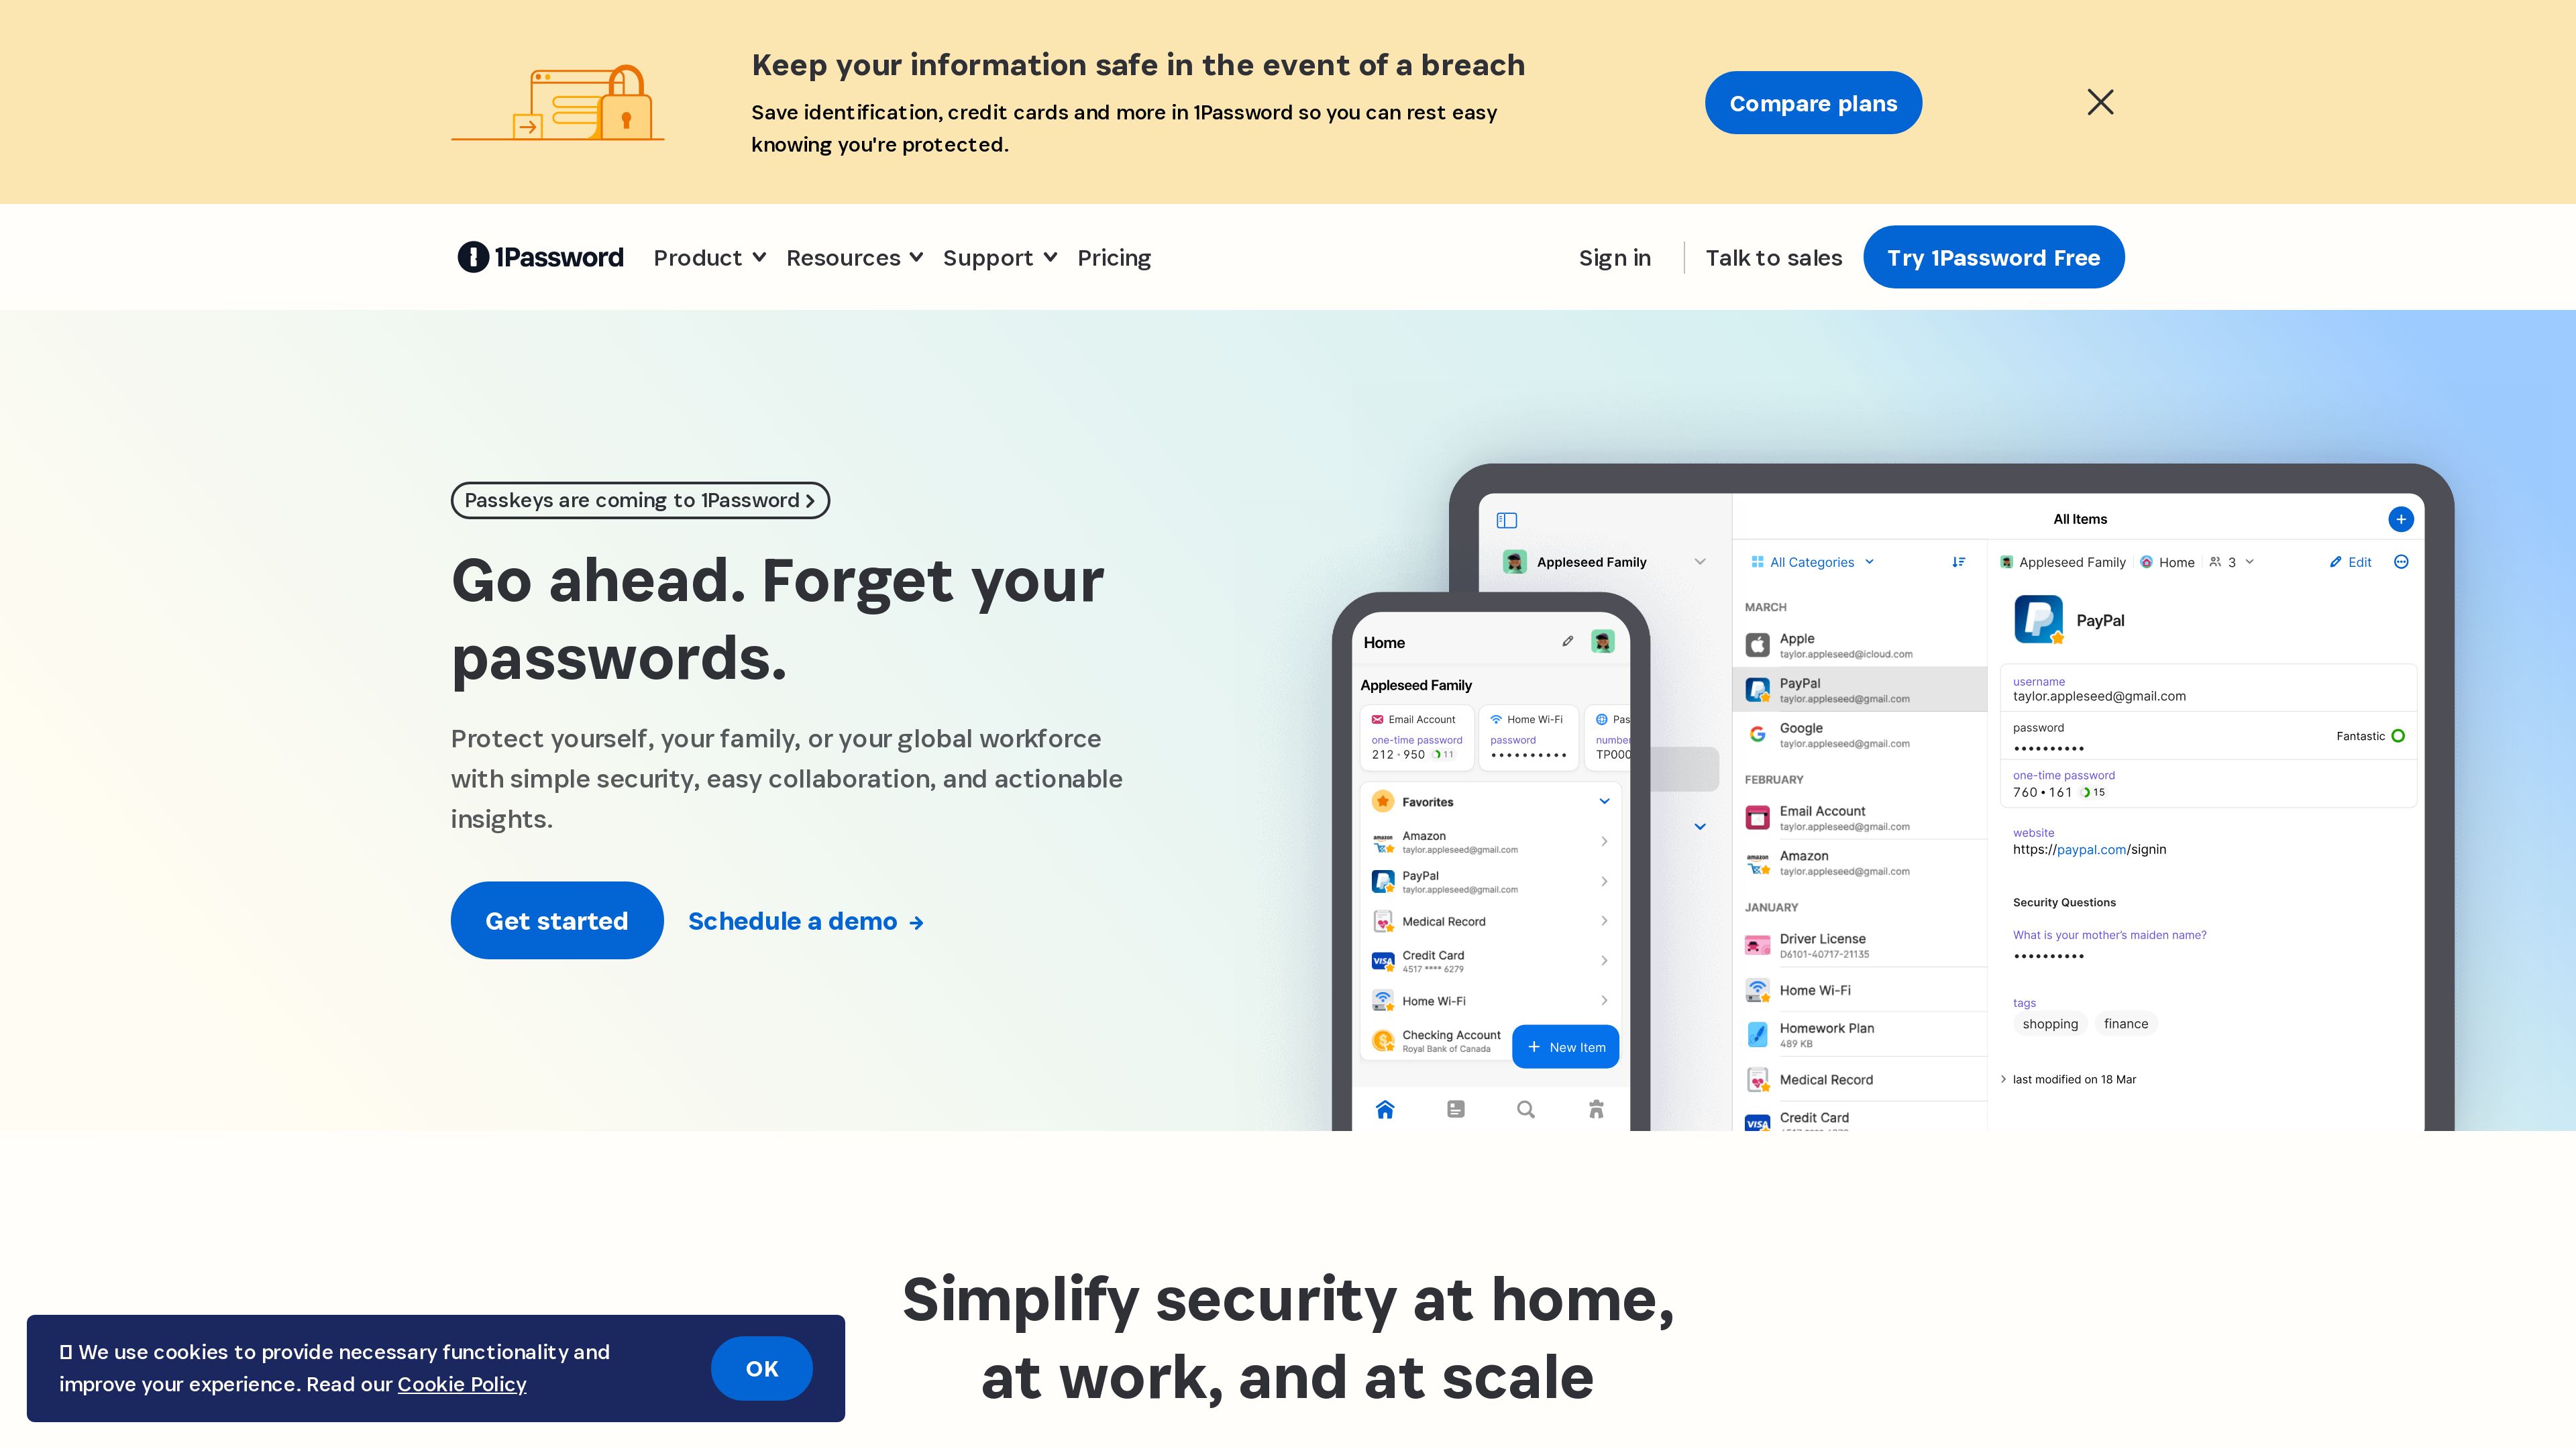 Keep your information safe in the event of a breach
Save identification, credit cards and more in 1Password so you can rest easy
knowing you're protected.
Compare plans
1Password
Product
Resources
Support
Pricing
Sign in
Talk to sales
Try 1Password Free
Passkeys are coming to 1Password
Go ahead. Forget your
passwords.
Protect yourself, your family, or your global workforce
with simple security, easy collaboration, and actionable
insights.
Get started
Schedule a demo →
Home
Appleseed Family
Email Account
one-time password
212 • 950 11
Home Wi-Fi
password
••••••••••
Pas
number
TP000
Favorites
Amazon
taylor.appleseed@gmail.com
PayPal
taylor.appleseed@gmail.com
Medical Record
Credit Card
4517 **** 6279
Home Wi-Fi
Checking Account
Royal Bank of Canada
+ New Item
Appleseed Family
All Items
All Categories
MARCH
Apple
taylor.appleseed@icloud.com
PayPal
taylor.appleseed@gmail.com
Google
taylor.appleseed@gmail.com
FEBRUARY
Email Account
taylor.appleseed@gmail.com
Amazon
taylor.appleseed@gmail.com
JANUARY
Driver License
D6101-40717-21135
Home Wi-Fi
Homework Plan
489 KB
Medical Record
VISA
Credit Card
Appleseed Family Home 3
Edit
PayPal
username
taylor.appleseed@gmail.com
password
••••••••••
Fantastic
one-time password
760 • 161 15
website
https://paypal.com/signin
Security Questions
What is your mother's maiden name?
••••••••••
tags
shopping finance
last modified on 18 Mar
Simplify security at home,
at work, and at scale
We use cookies to provide necessary functionality and
improve your experience. Read our Cookie Policy
OK